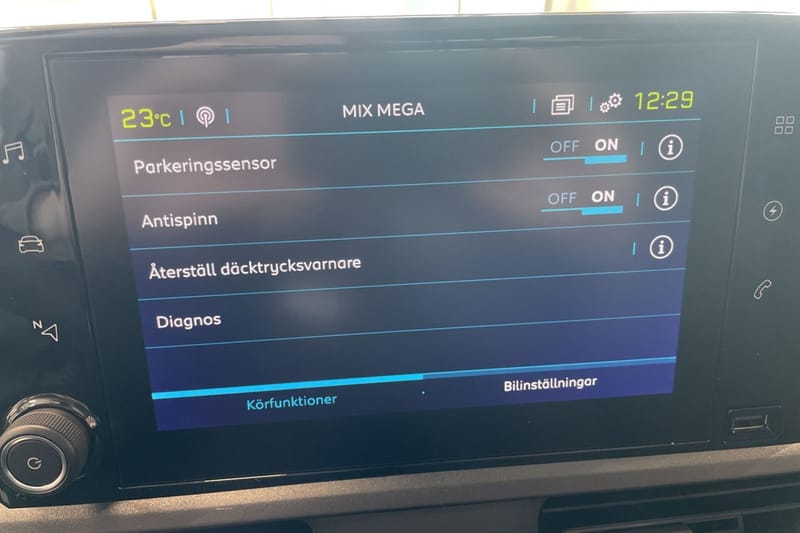 23°C MIX MEGA 12:29
Parkeringssensor OFF ON i
Antispinn OFF ON i
Återställ däcktrycksvarnare i
Diagnos
Körfunktioner Bilinställningar
N